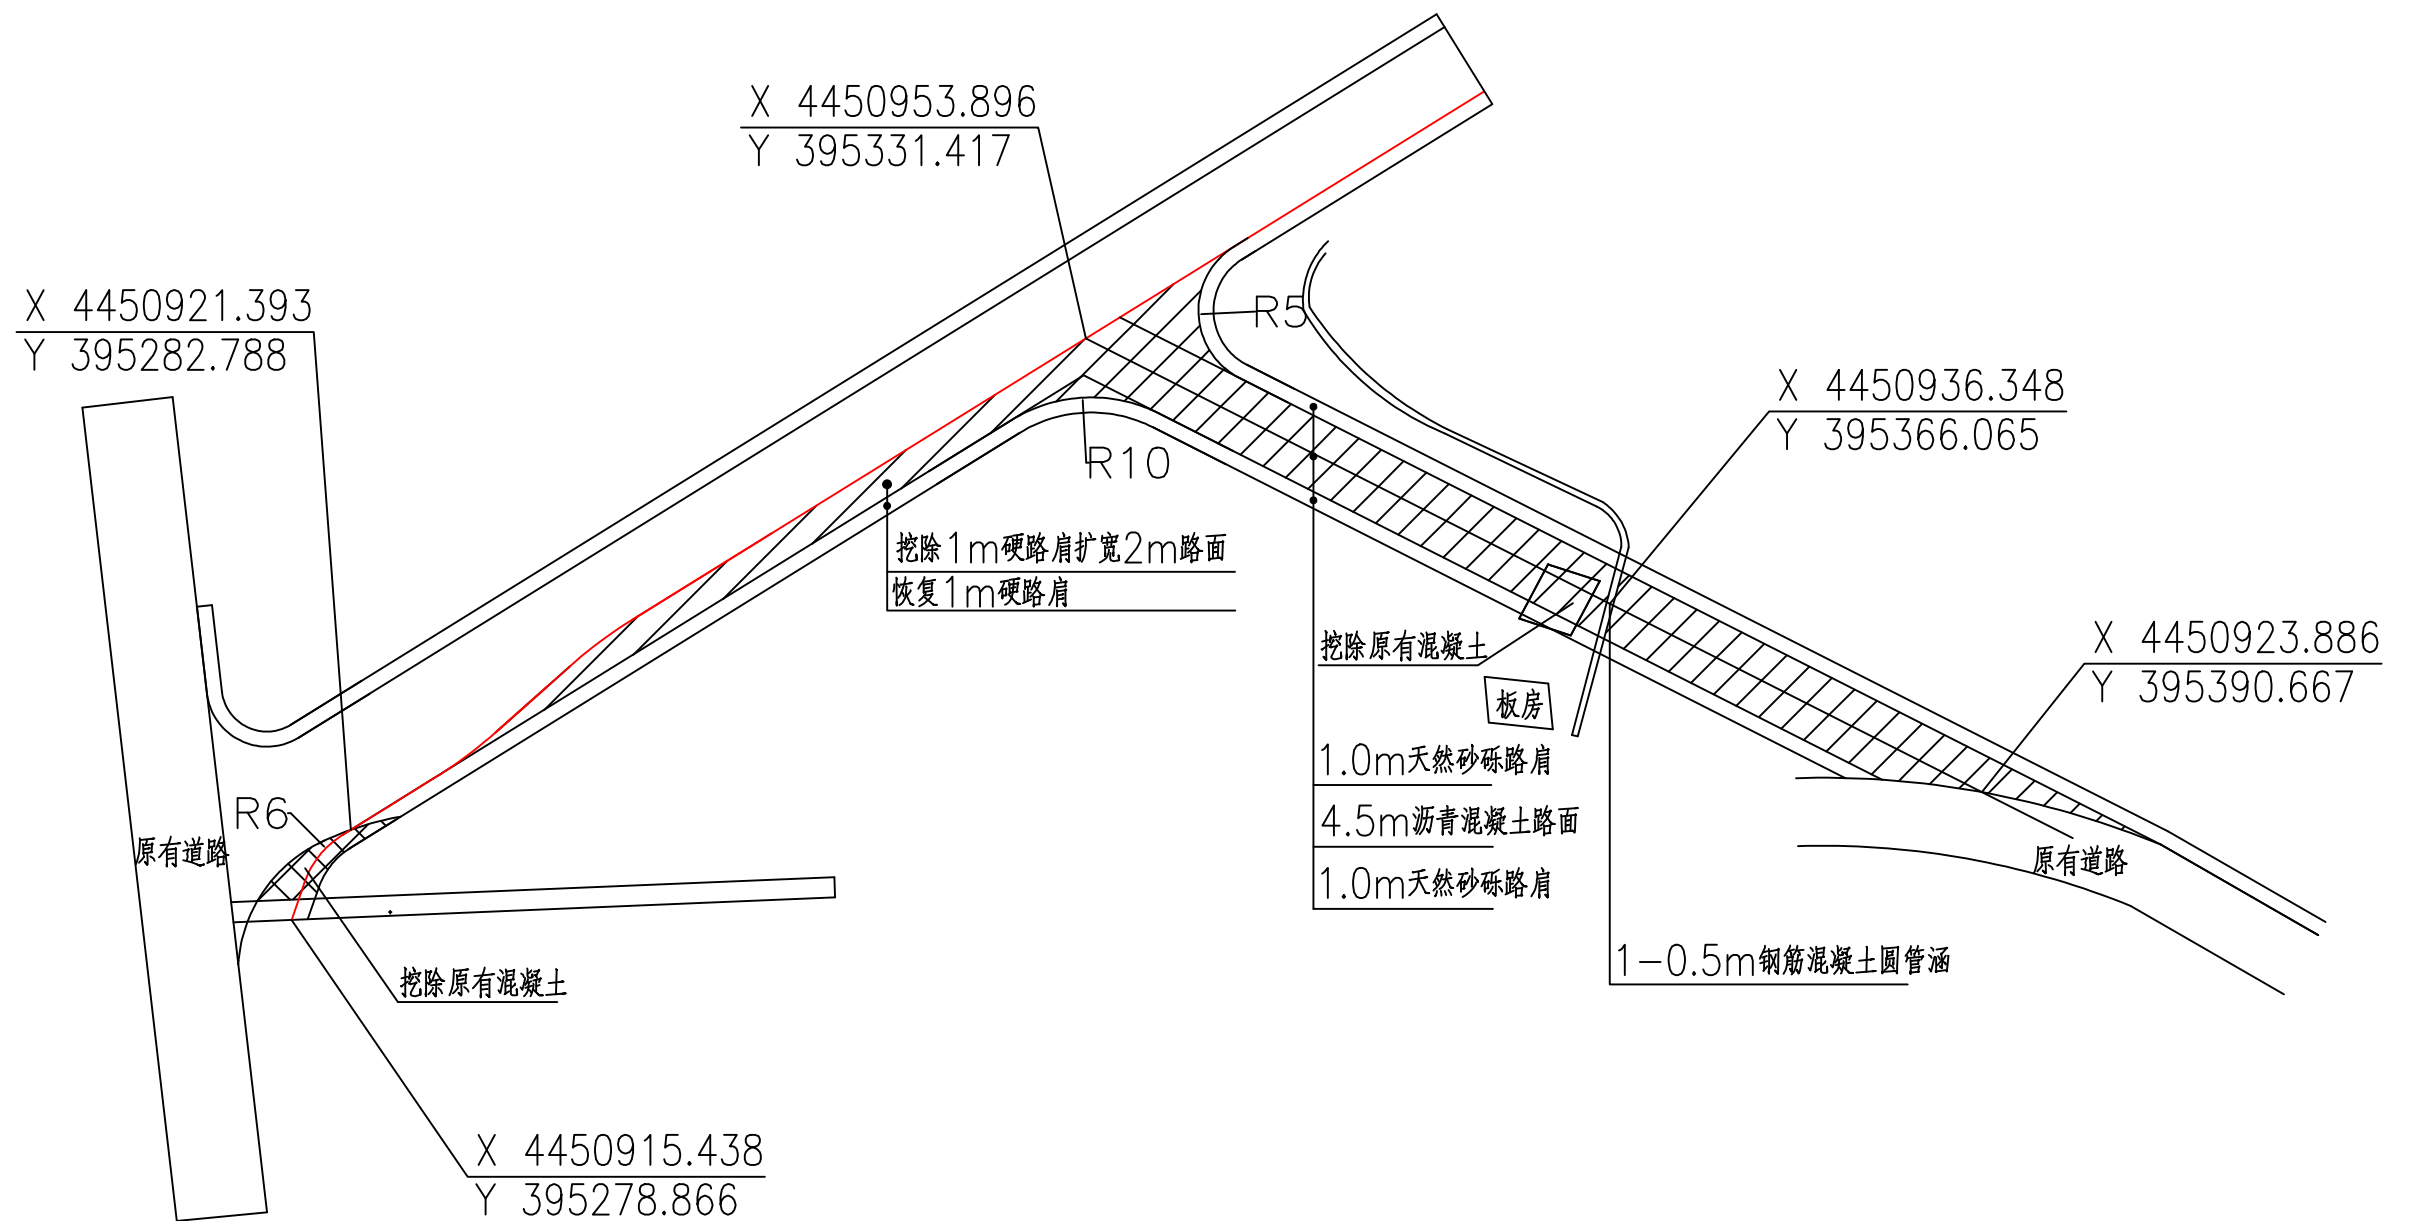 X 4450953.896
Y 395331.417
X 4450921.393
Y 395282.788
R5
X 4450936.348
Y 395366.065
R10
挖除1m硬路肩扩宽2m路面
恢复1m硬路肩
挖除原有混凝土
X 4450923.886
Y 395390.667
板房
1.0m天然砂砾路肩
4.5m沥青混凝土路面
1.0m天然砂砾路肩
R6
原有道路
原有道路
1-0.5m钢筋混凝土圆管涵
挖除原有混凝土
X 4450915.438
Y 395278.866